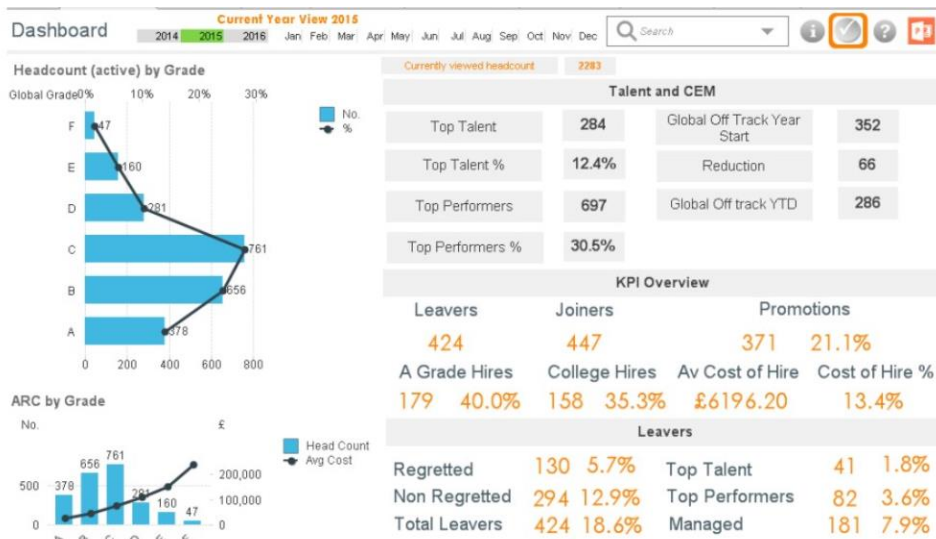 Dashboard
Current Year View 2015
2014 2015 2016 Jan Feb Mar Apr May Jun Jul Aug Sep Oct Nov Dec
Search
Headcount (active) by Grade
Global Grade 0% 10% 20% 30%
No.
%
F 47
E 160
D 281
C 761
B 656
A 378
0 200 400 600 800
ARC by Grade
No. £
Head Count
Avg Cost
378 656 761 281 160 47
500 0
200,000
100,000
0
A B C D E F
Currently viewed headcount 2283
Talent and CEM
Top Talent 284 Global Off Track Year Start 352
Top Talent % 12.4% Reduction 66
Top Performers 697 Global Off track YTD 286
Top Performers % 30.5%
KPI Overview
Leavers Joiners Promotions
424 447 371 21.1%
A Grade Hires College Hires Av Cost of Hire Cost of Hire %
179 40.0% 158 35.3% £6196.20 13.4%
Leavers
Regretted 130 5.7% Top Talent 41 1.8%
Non Regretted 294 12.9% Top Performers 82 3.6%
Total Leavers 424 18.6% Managed 181 7.9%